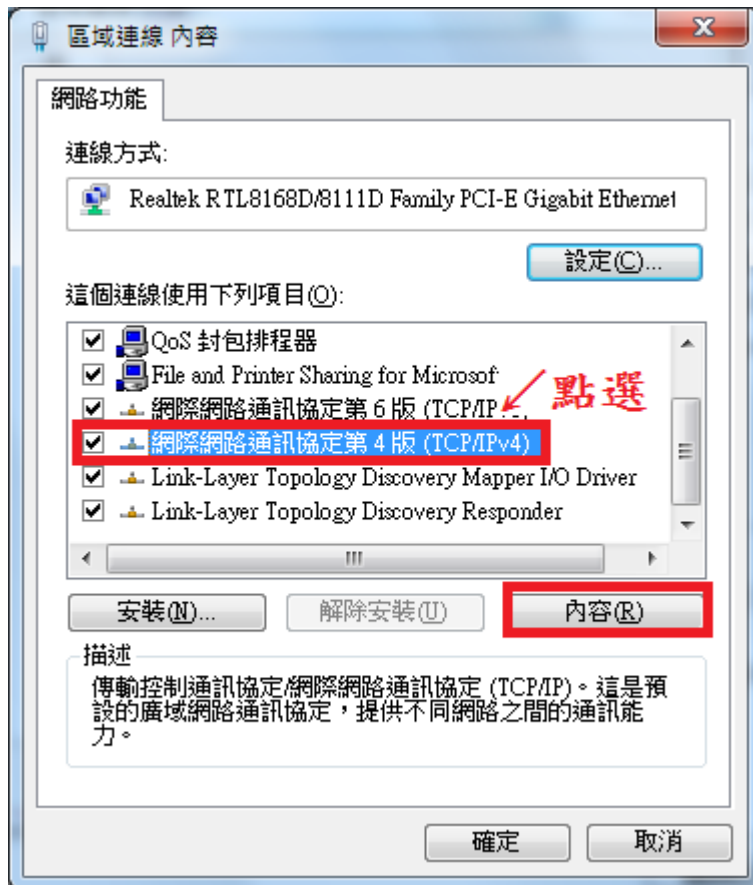 區域連線 內容
網路功能
連線方式:
Realtek RTL8168D/8111D Family PCI-E Gigabit Ethernet
設定(C)...
這個連線使用下列項目(O):
QoS 封包排程器
File and Printer Sharing for Microsof
點選
網際網路通訊協定第 6 版 (TCP/IP
網際網路通訊協定第 4 版 (TCP/IPv4)
Link-Layer Topology Discovery Mapper I/O Driver
Link-Layer Topology Discovery Responder
安裝(N)...
解除安裝(U)
內容(R)
描述
傳輸控制通訊協定/網際網路通訊協定 (TCP/IP)。這是預
設的廣域網路通訊協定，提供不同網路之間的通訊能
力。
確定
取消